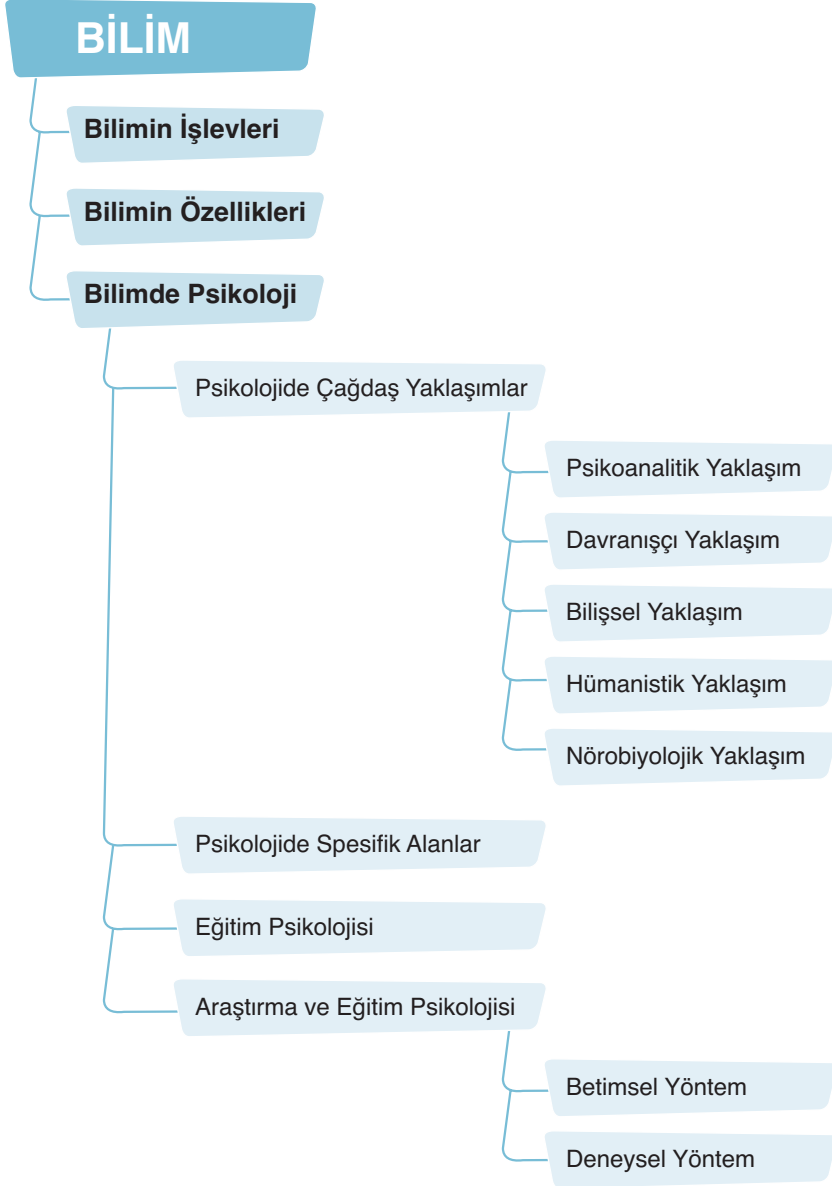 BİLİM
Bilimin İşlevleri
Bilimin Özellikleri
Bilimde Psikoloji
Psikolojide Çağdaş Yaklaşımlar
Psikoanalitik Yaklaşım
Davranışçı Yaklaşım
Bilişsel Yaklaşım
Hümanistik Yaklaşım
Nörobiyolojik Yaklaşım
Psikolojide Spesifik Alanlar
Eğitim Psikolojisi
Araştırma ve Eğitim Psikolojisi
Betimsel Yöntem
Deneysel Yöntem